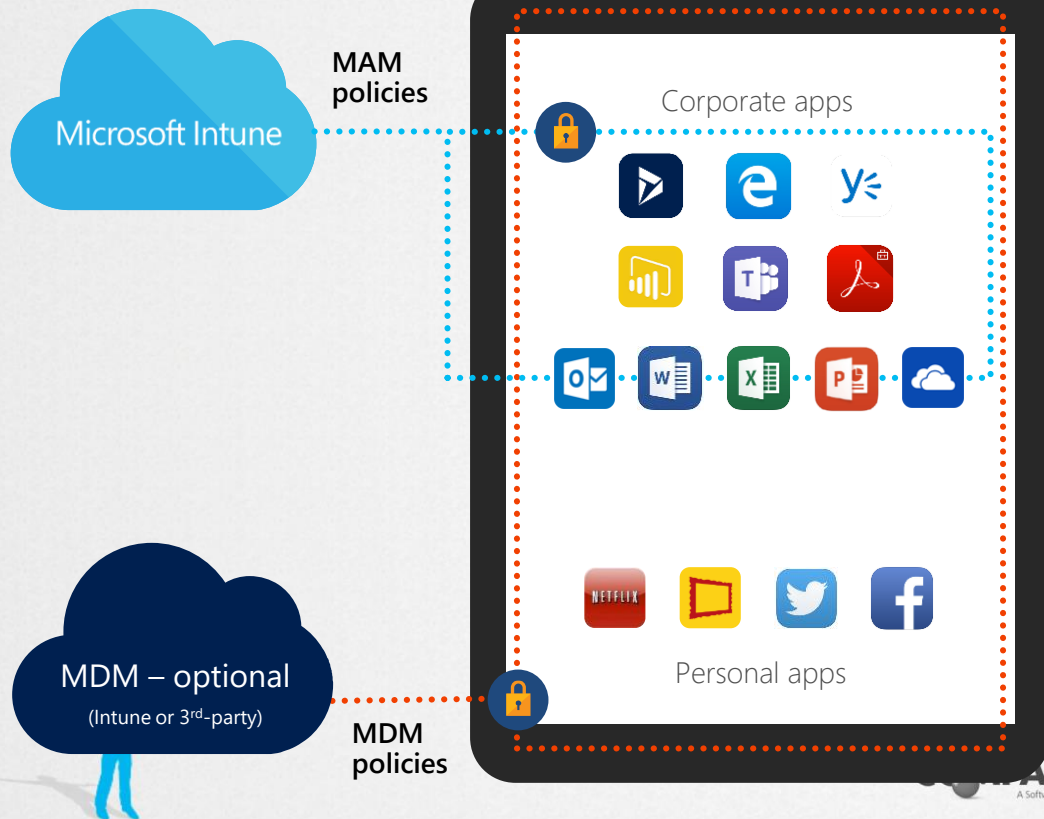 MAM
policies
Microsoft Intune
Corporate apps
NETFLIX
Personal apps
MDM – optional
(Intune or 3rd-party)
MDM
policies